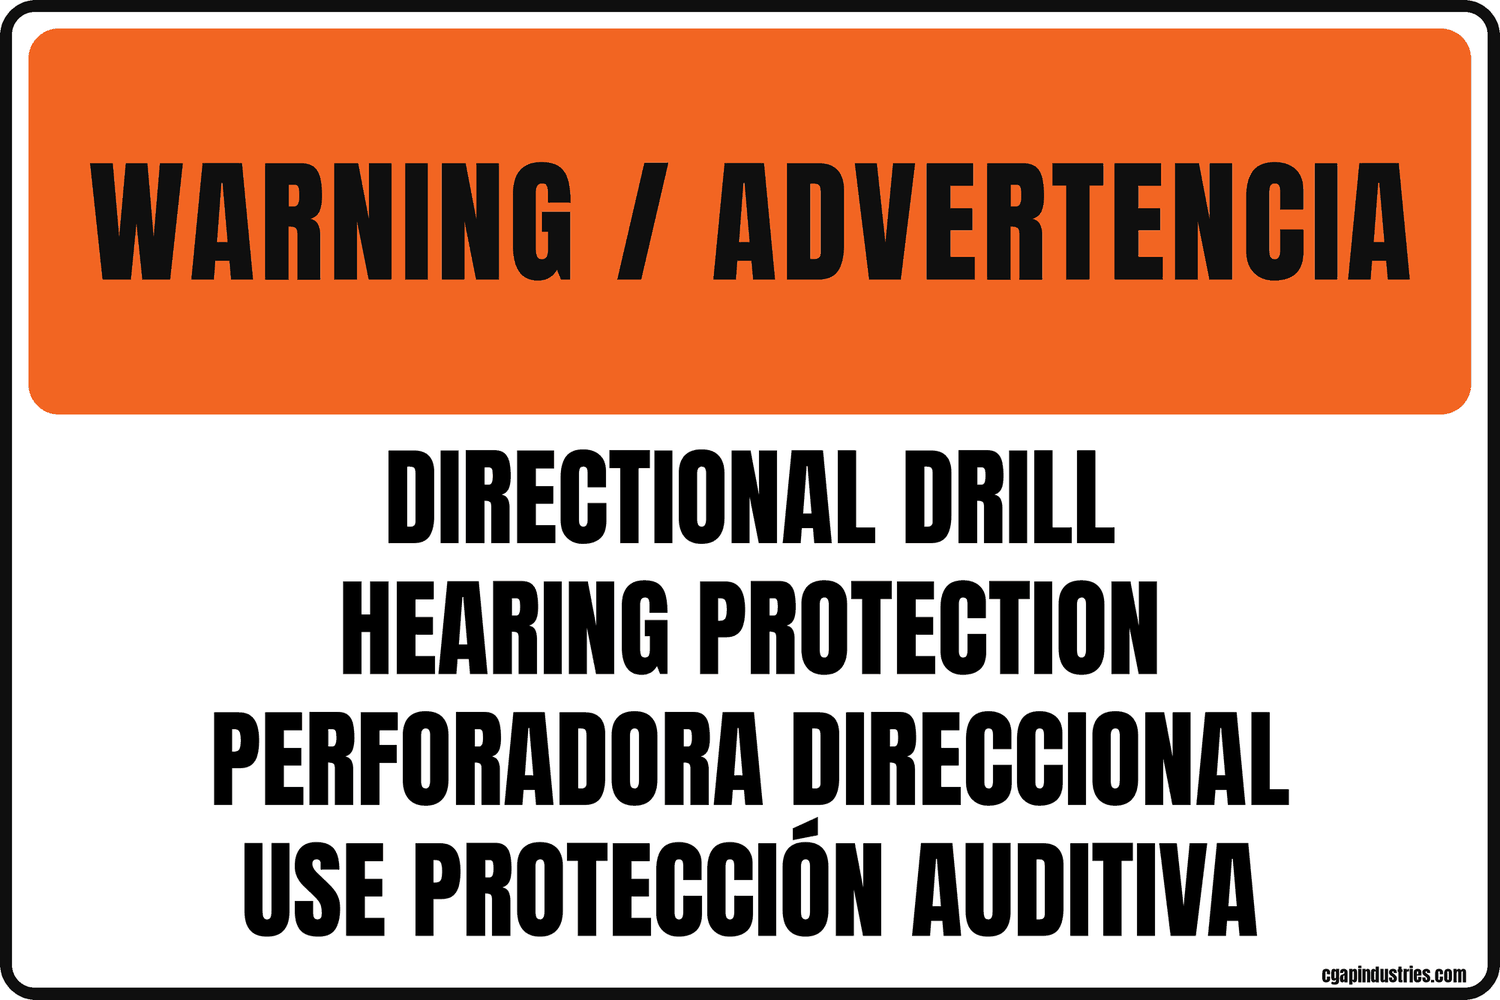 WARNING / ADVERTENCIA
DIRECTIONAL DRILL
HEARING PROTECTION
PERFORADORA DIRECCIONAL
USE PROTECCIÓN AUDITIVA
cgapindustries.com